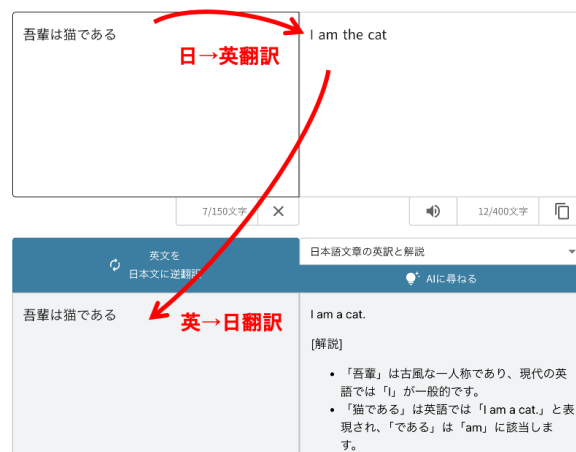 吾輩は猫である
日→英翻訳
I am the cat
7/150文字
12/400文字
英文を
日本文に逆翻訳
日本語文章の英訳と解説
AIに尋ねる
吾輩は猫である
英→日翻訳
I am a cat.
[解説]
• 「吾輩」は古風な一人称であり、現代の英
語では「I」が一般的です。
• 「猫である」は英語では「I am a cat.」と表
現され、「である」は「am」に該当しま
す。